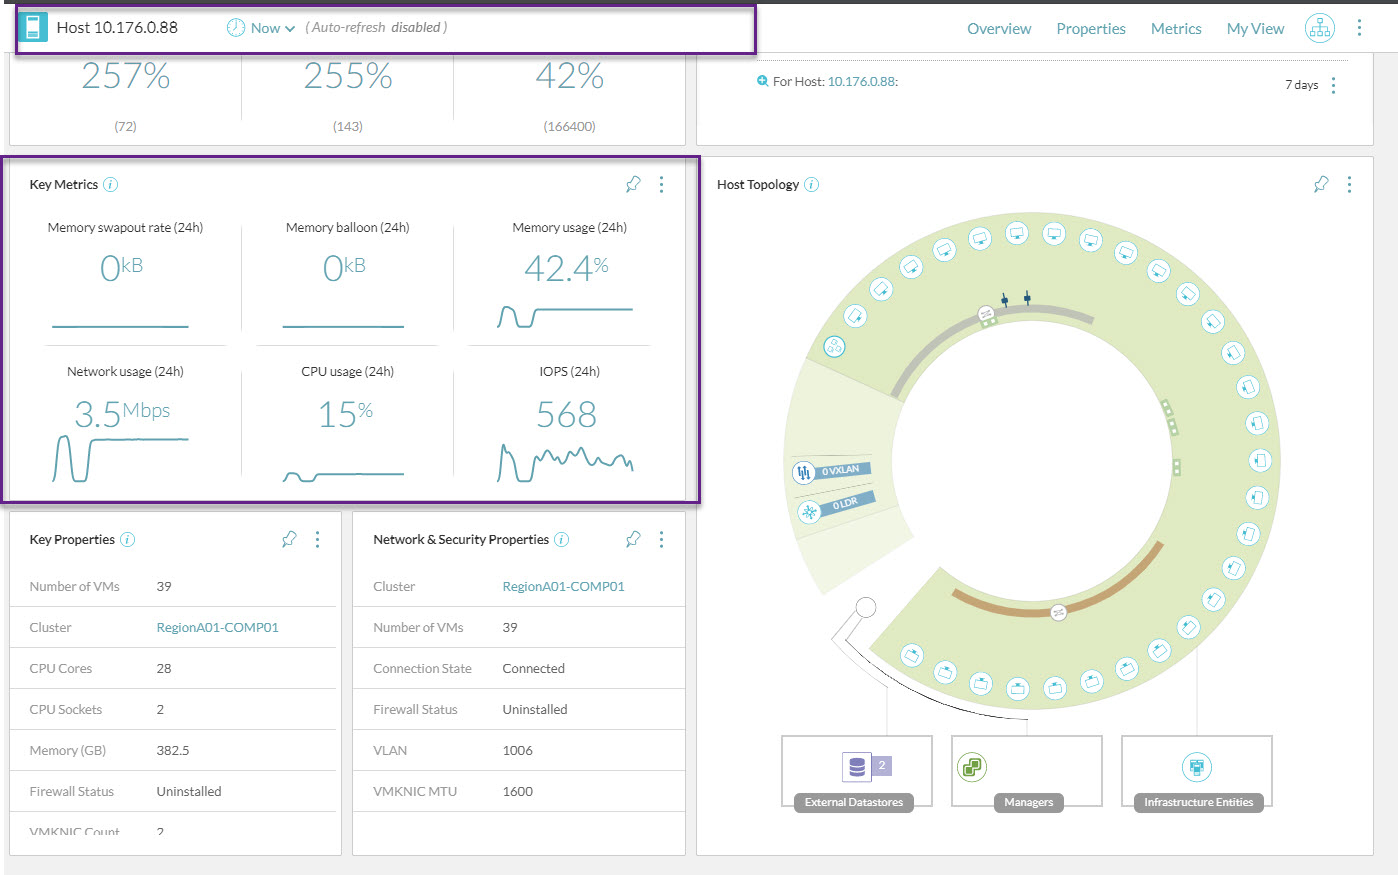 Host 10.176.0.88
Now
( Auto-refresh disabled )
Overview
Properties
Metrics
My View
257%
255%
42%
(72)
(143)
(166400)
For Host: 10.176.0.88:
7 days
Key Metrics
Memory swapout rate (24h)
0kB
Memory balloon (24h)
0kB
Memory usage (24h)
42.4%
Network usage (24h)
3.5Mbps
CPU usage (24h)
15%
IOPS (24h)
568
Host Topology
0 VXLAN
0 LDR
2
External Datastores
Managers
Infrastructure Entities
Key Properties
Number of VMs 39
Cluster RegionA01-COMP01
CPU Cores 28
CPU Sockets 2
Memory (GB) 382.5
Firewall Status Uninstalled
VMKNIC Count 2
Network & Security Properties
Cluster RegionA01-COMP01
Number of VMs 39
Connection State Connected
Firewall Status Uninstalled
VLAN 1006
VMKNIC MTU 1600